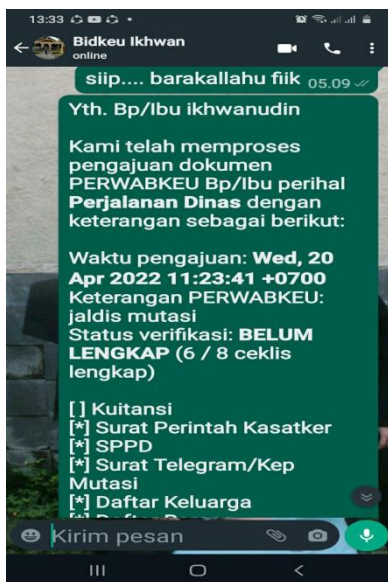 13:33
Bidkeu Ikhwan
online
siip.... barakallahu fiik 05.09
Yth. Bp/Ibu ikhwanudin
Kami telah memproses
pengajuan dokumen
PERWABKEU Bp/Ibu perihal
Perjalanan Dinas dengan
keterangan sebagai berikut:
Waktu pengajuan: Wed, 20
Apr 2022 11:23:41 +0700
Keterangan PERWABKEU:
jaldis mutasi
Status verifikasi: BELUM
LENGKAP (6 / 8 ceklis
lengkap)
[ ] Kuitansi
[*] Surat Perintah Kasatker
[*] SPPD
[*] Surat Telegram/Kep
Mutasi
[*] Daftar Keluarga
Kirim pesan